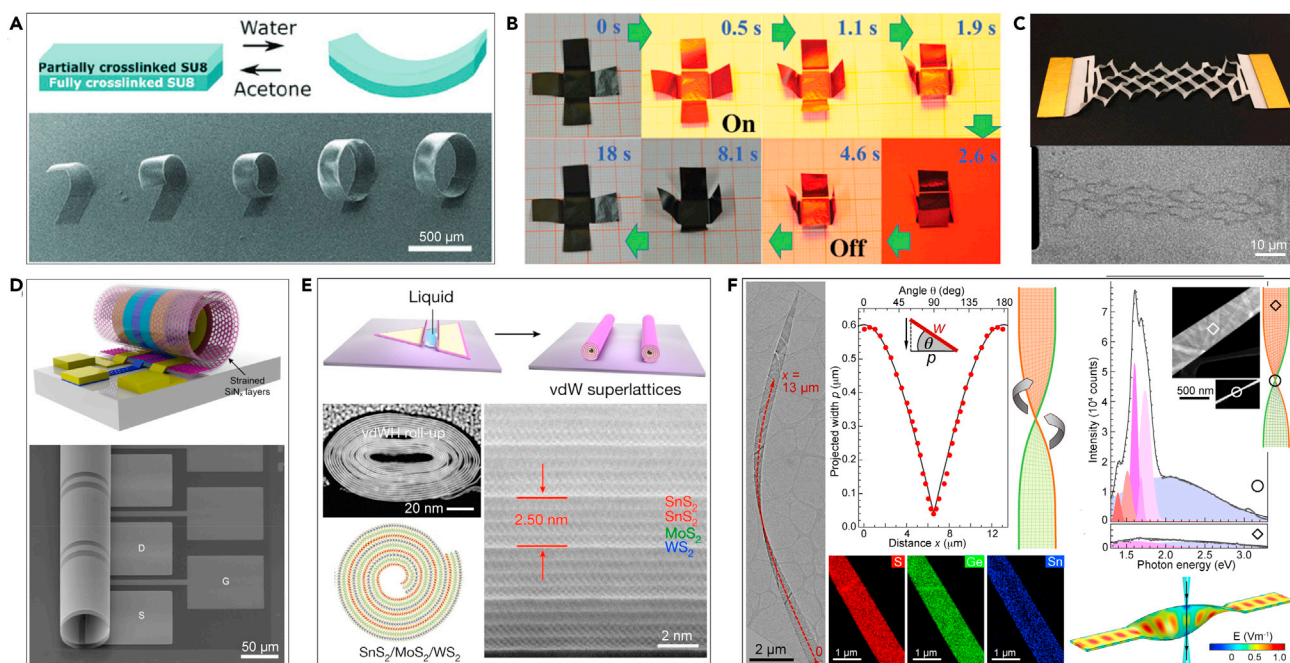 A
Water
Partially crosslinked SU8
Fully crosslinked SU8
Acetone
500 µm
B
0 s
0.5 s
1.1 s
1.9 s
On
18 s
8.1 s
4.6 s
2.6 s
Off
C
10 µm
D
Strained
SiNₓ layers
D
G
S
50 µm
E
Liquid
vdW superlattices
vdWH roll-up
20 nm
SnS₂/MoS₂/WS₂
2.50 nm
SnS₂
SnS₂
MoS₂
WS₂
2 nm
F
x =
13 µm
0
2 µm
Angle θ (deg)
0 45 90 135 180
Projected width p (µm)
0.6
0.5
0.4
0.3
0.2
0.1
0.0
w
θ
p
0 4 8 12
Distance x (µm)
S
1 µm
Ge
1 µm
Sn
1 µm
Intensity (10⁴ counts)
7
6
5
4
3
2
1
0
0
500 nm
1.5 2.0 2.5 3.0
Photon energy (eV)
E (Vm⁻¹)
0 0.5 1.0